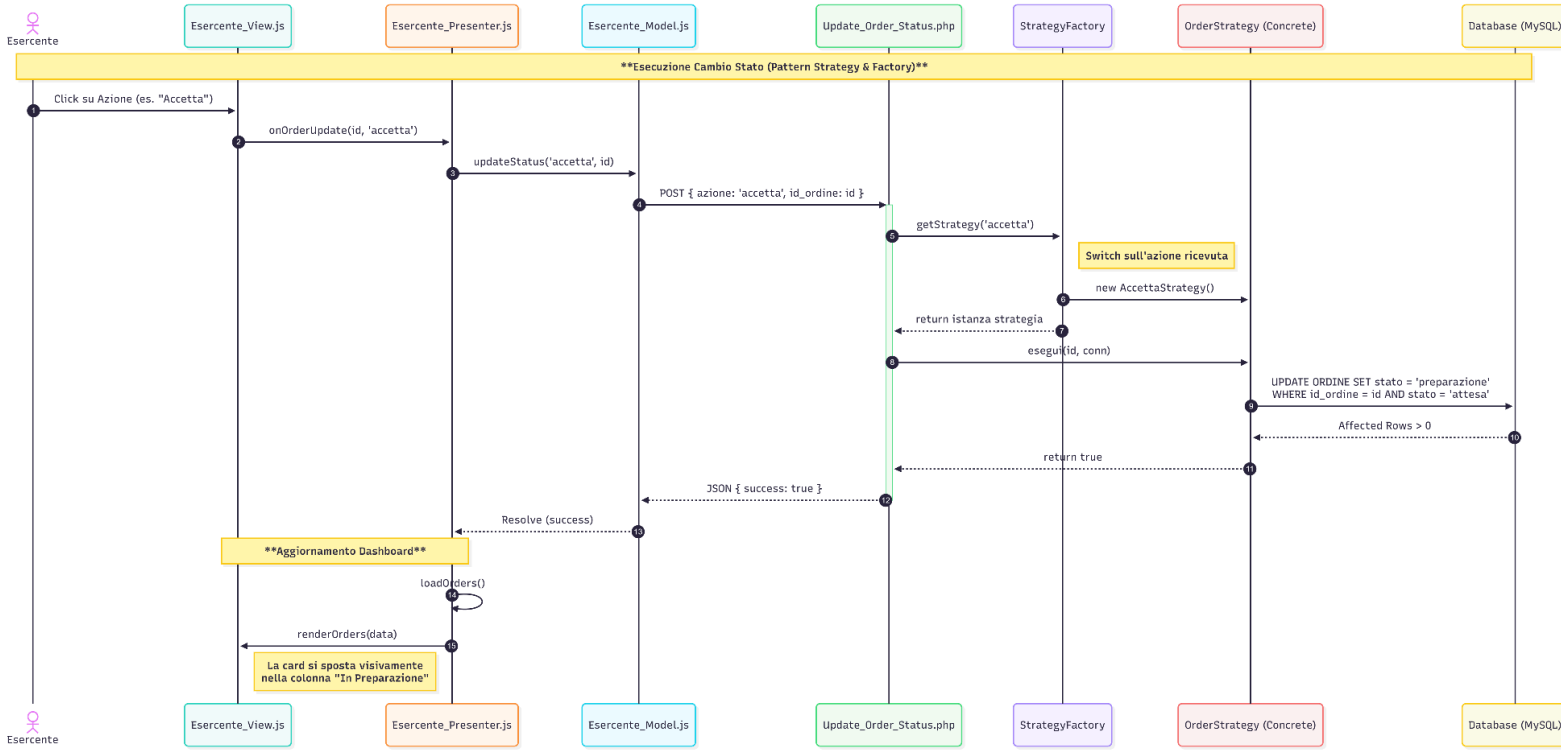 Esercente
Esercente_View.js
Esercente_Presenter.js
Esercente_Model.js
Update_Order_Status.php
StrategyFactory
OrderStrategy (Concrete)
Database (MySQL)
**Esecuzione Cambio Stato (Pattern Strategy & Factory)**
1
Click su Azione (es. "Accetta")
2
onOrderUpdate(id, 'accetta')
3
updateStatus('accetta', id)
4
POST { azione: 'accetta', id_ordine: id }
5
getStrategy('accetta')
Switch sull'azione ricevuta
6
new AccettaStrategy()
7
return istanza strategia
8
esegui(id, conn)
9
UPDATE ORDINE SET stato = 'preparazione'
WHERE id_ordine = id AND stato = 'attesa'
10
Affected Rows > 0
11
return true
12
JSON { success: true }
13
Resolve (success)
**Aggiornamento Dashboard**
14
loadOrders()
15
renderOrders(data)
La card si sposta visivamente
nella colonna "In Preparazione"
Esercente
Esercente_View.js
Esercente_Presenter.js
Esercente_Model.js
Update_Order_Status.php
StrategyFactory
OrderStrategy (Concrete)
Database (MySQL)